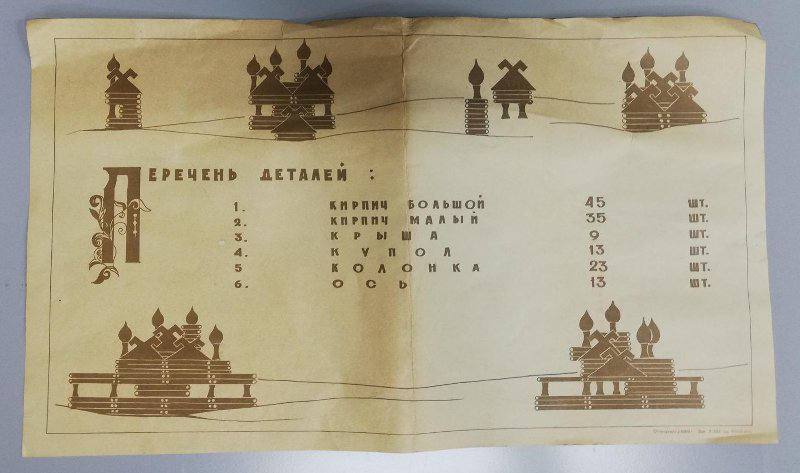 Перечень деталей :
1. Кирпич большой 45 шт.
2. Кирпич малый 35 шт.
3. Крыша 9
4. Купол 13 шт.
5 Колонка 23 шт.
6. Ось 13 шт.